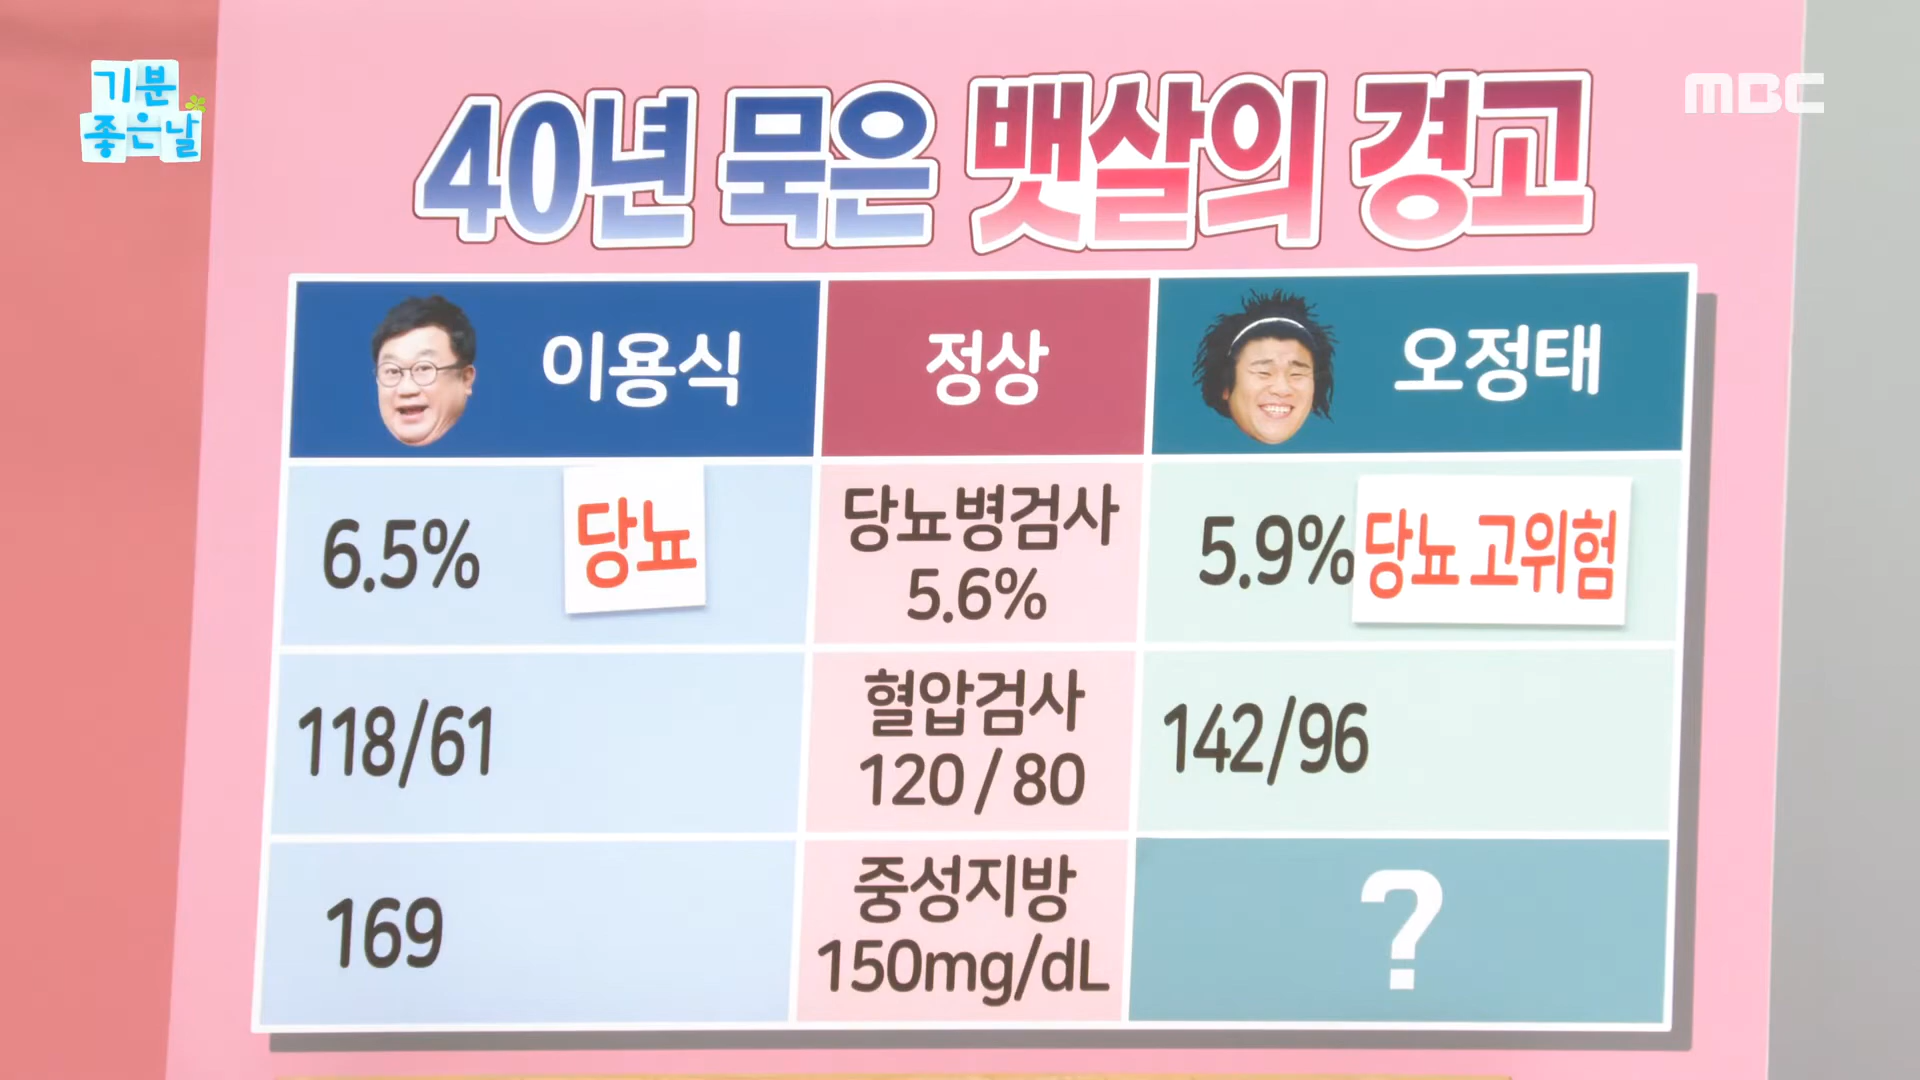 기분
좋은날
MBC
40년 묵은 뱃살의 경고
이용식
정상
오정태
6.5%
당뇨
당뇨병검사
5.6%
5.9%
당뇨 고위험
118/61
혈압검사
120 / 80
142/96
169
중성지방
150mg/dL
?